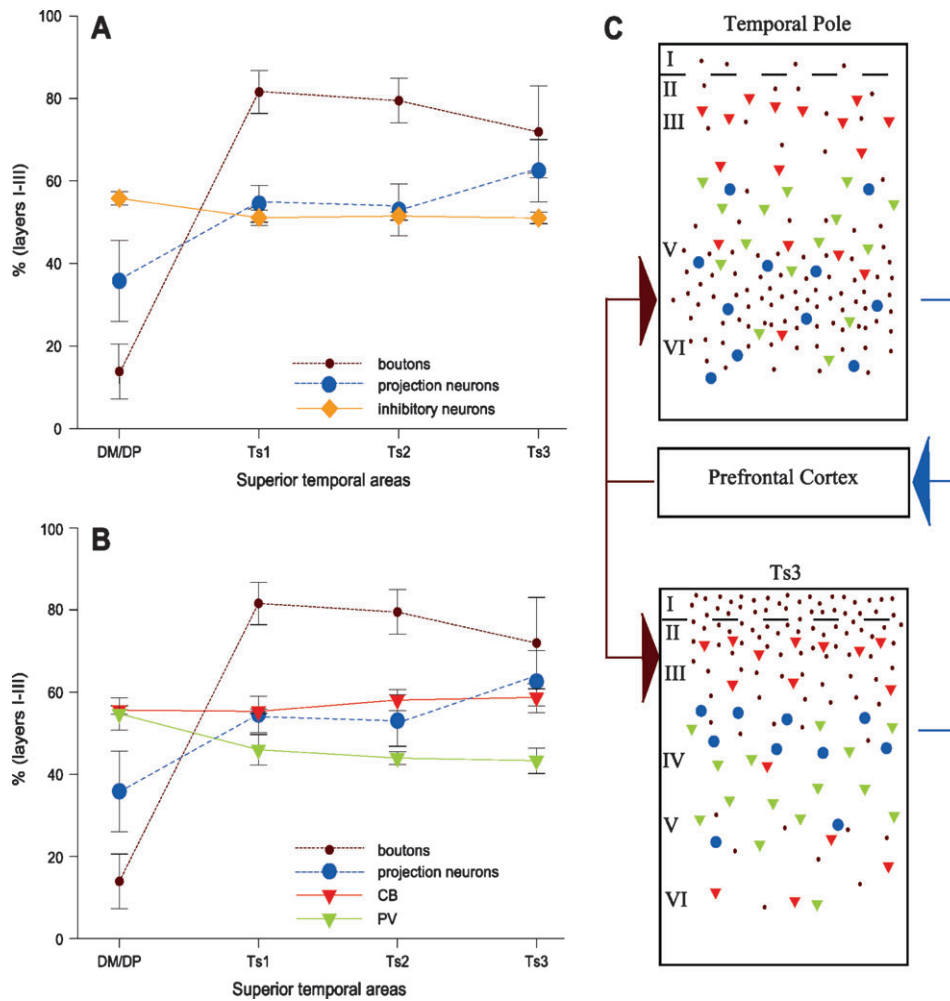 A
% (layers I-III)
100
80
60
40
20
0
boutons
projection neurons
inhibitory neurons
DM/DP Ts1 Ts2 Ts3
Superior temporal areas
B
% (layers I-III)
100
80
60
40
20
0
boutons
projection neurons
CB
PV
DM/DP Ts1 Ts2 Ts3
Superior temporal areas
C
Temporal Pole
I
II
III
V
VI
Prefrontal Cortex
Ts3
I
II
III
IV
V
VI